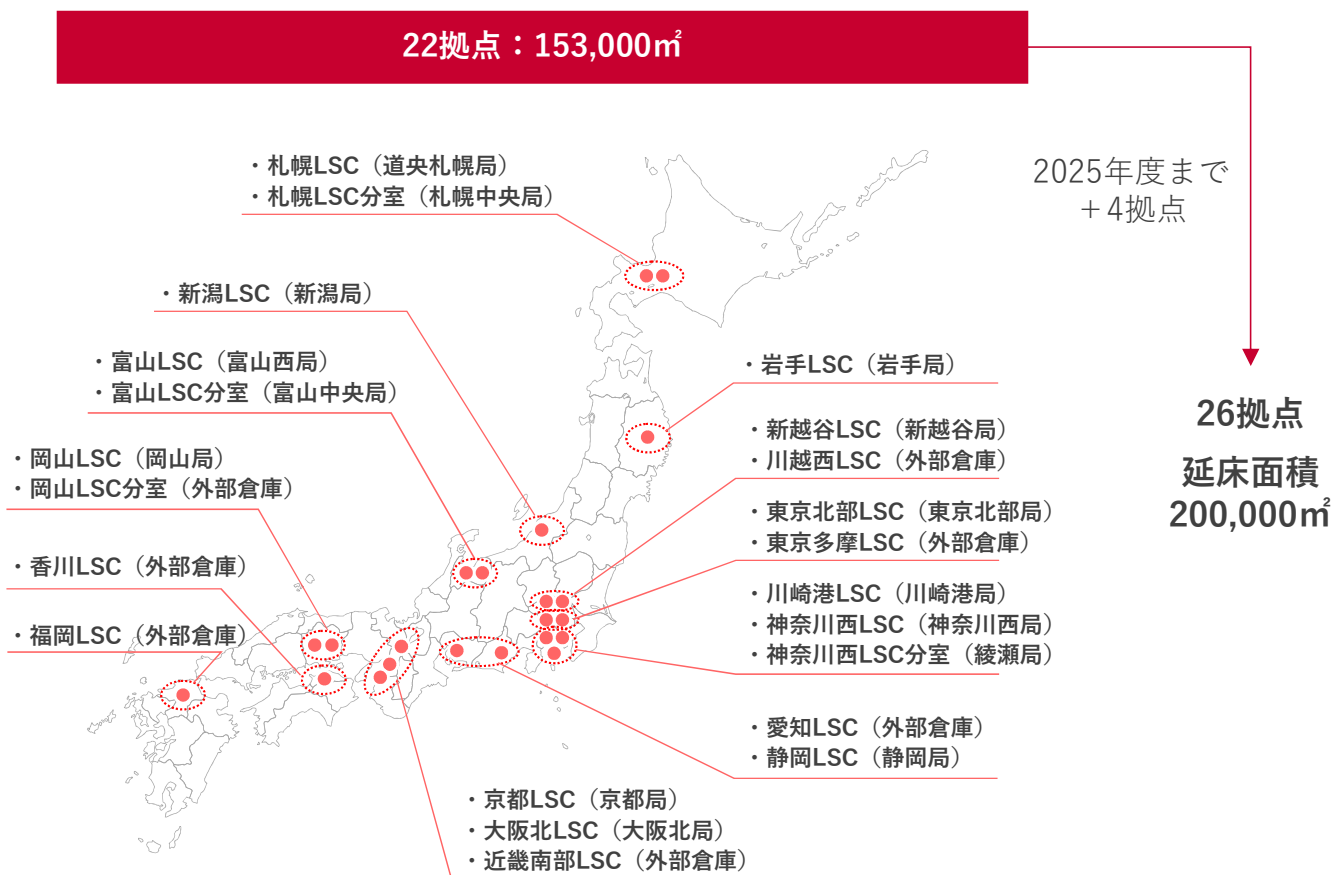 22拠点：153,000㎡
2025年度まで
＋4拠点
26拠点
延床面積
200,000㎡
・札幌LSC（道央札幌局）
・札幌LSC分室（札幌中央局）
・新潟LSC（新潟局）
・富山LSC（富山西局）
・富山LSC分室（富山中央局）
・岡山LSC（岡山局）
・岡山LSC分室（外部倉庫）
・香川LSC（外部倉庫）
・福岡LSC（外部倉庫）
・岩手LSC（岩手局）
・新越谷LSC（新越谷局）
・川越西LSC（外部倉庫）
・東京北部LSC（東京北部局）
・東京多摩LSC（外部倉庫）
・川崎港LSC（川崎港局）
・神奈川西LSC（神奈川西局）
・神奈川西LSC分室（綾瀬局）
・愛知LSC（外部倉庫）
・静岡LSC（静岡局）
・京都LSC（京都局）
・大阪北LSC（大阪北局）
・近畿南部LSC（外部倉庫）